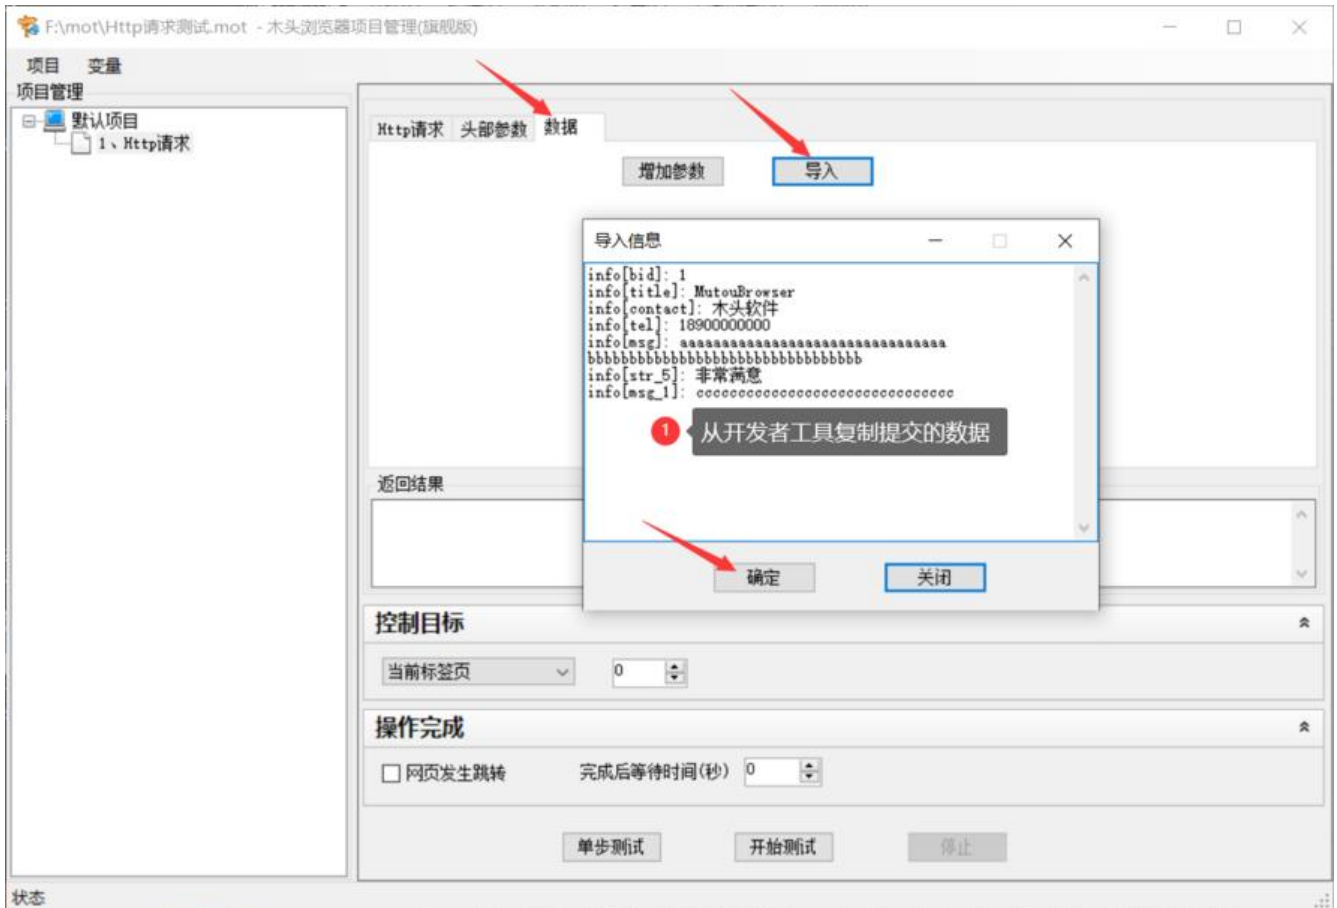 F:\mot\Http请求测试.mot - 木头浏览器项目管理(旗舰版)
项目 变量
项目管理
默认项目
1、Http请求
Http请求 头部参数 数据
增加参数 导入
导入信息
info[bid]: 1
info[title]: MutouBrowser
info[contact]: 木头软件
info[tel]: 18900000000
info[msg]: aaaaaaaaaaaaaaaaaaaaaaaaaaaaaaaa
bbbbbbbbbbbbbbbbbbbbbbbbbbbbbbbbb
info[str_5]: 非常满意
info[msg_1]: ccccccccccccccccccccccccccccccc
1 从开发者工具复制提交的数据
确定 关闭
返回结果
控制目标
当前标签页 0
操作完成
网页发生跳转 完成后等待时间(秒) 0
单步测试 开始测试 停止
状态